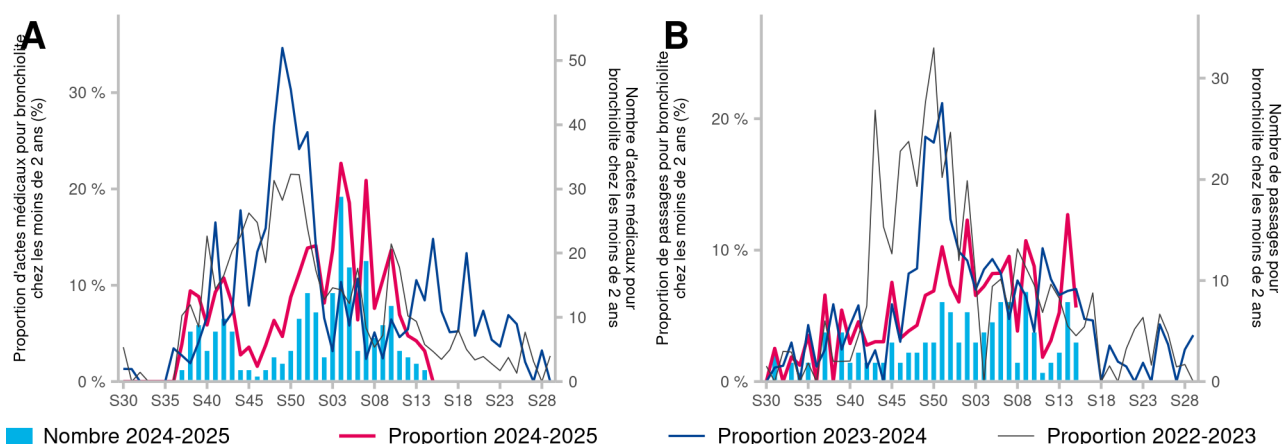 A
Proportion d'actes médicaux pour bronchiolite
chez les moins de 2 ans (%)
30 %
20 %
10 %
0 %
50
40
30
20
10
0
Nombre d'actes médicaux pour
bronchiolite chez les moins de 2 ans
S30 S35 S40 S45 S50 S03 S08 S13 S18 S23 S28
B
Proportion de passages pour bronchiolite
chez les moins de 2 ans (%)
20 %
10 %
0 %
30
20
10
0
Nombre de passages pour
bronchiolite chez les moins de 2 ans
S30 S35 S40 S45 S50 S03 S08 S13 S18 S23 S28
Nombre 2024-2025 Proportion 2024-2025 Proportion 2023-2024 Proportion 2022-2023